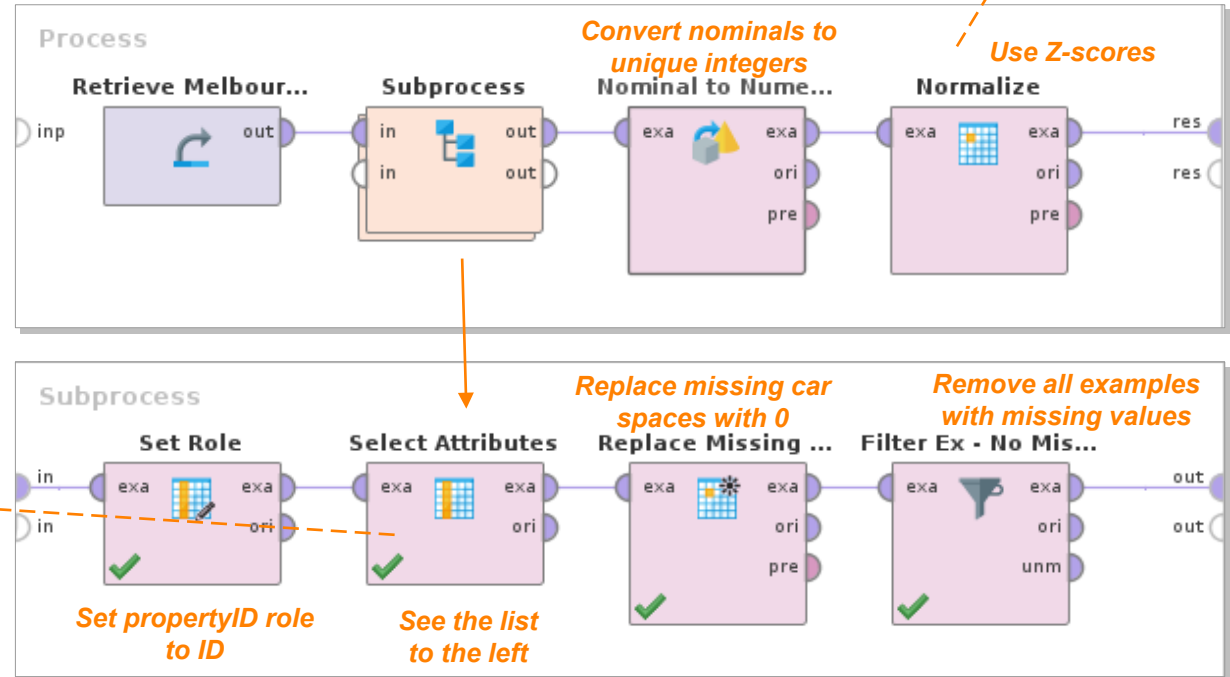 Process
Convert nominals to
unique integers
Use Z-scores
Retrieve Melbour...
Subprocess
Nominal to Nume...
Normalize
inp
out
in
out
in
out
exa
exa
ori
pre
exa
exa
ori
pre
res
res
Subprocess
Replace missing car
spaces with 0
Remove all examples
with missing values
Set Role
Select Attributes
Replace Missing ...
Filter Ex - No Mis...
in
in
exa
exa
ori
exa
exa
ori
exa
exa
ori
pre
exa
exa
ori
unm
out
out
Set propertyID role
to ID
See the list
to the left